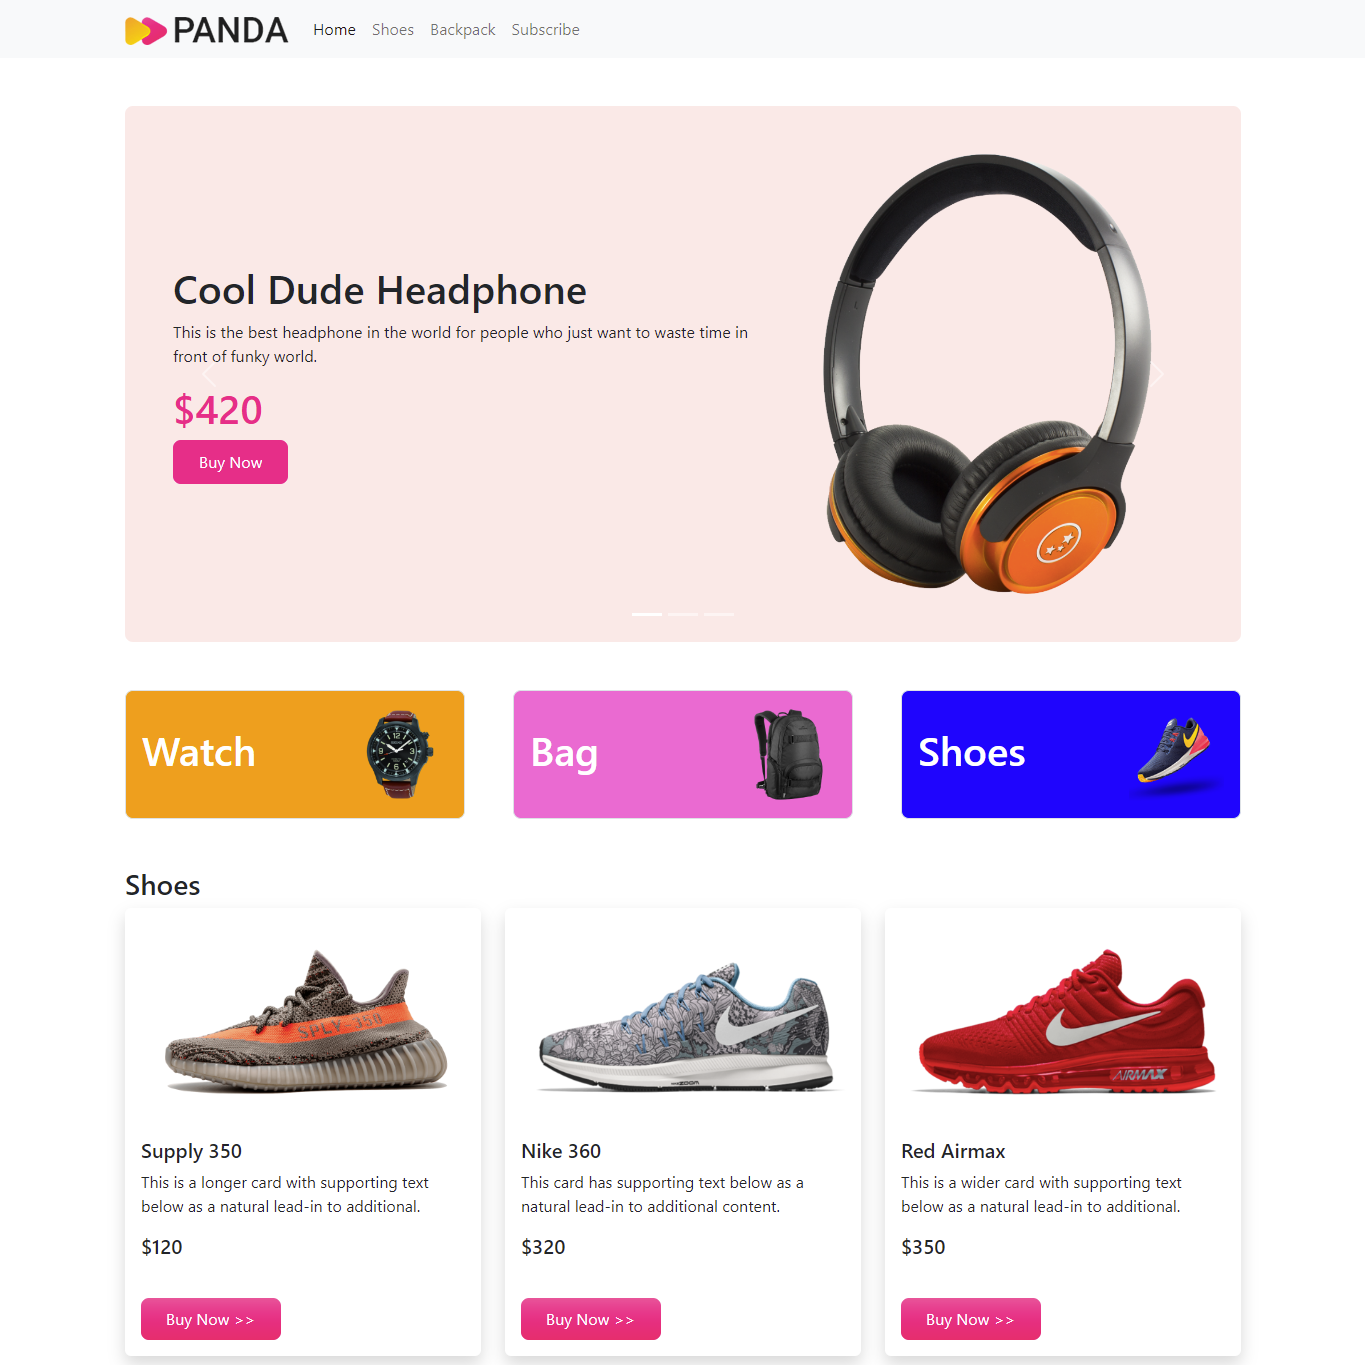 PANDA Home Shoes Backpack Subscribe
Cool Dude Headphone
This is the best headphone in the world for people who just want to waste time in
front of funky world.
$420
Buy Now
Watch
Bag
Shoes
Shoes
SPLY 350
ZOOM
AIRMAX
Supply 350
This is a longer card with supporting text
below as a natural lead-in to additional.
$120
Buy Now >>
Nike 360
This card has supporting text below as a
natural lead-in to additional content.
$320
Buy Now >>
Red Airmax
This is a wider card with supporting text
below as a natural lead-in to additional.
$350
Buy Now >>